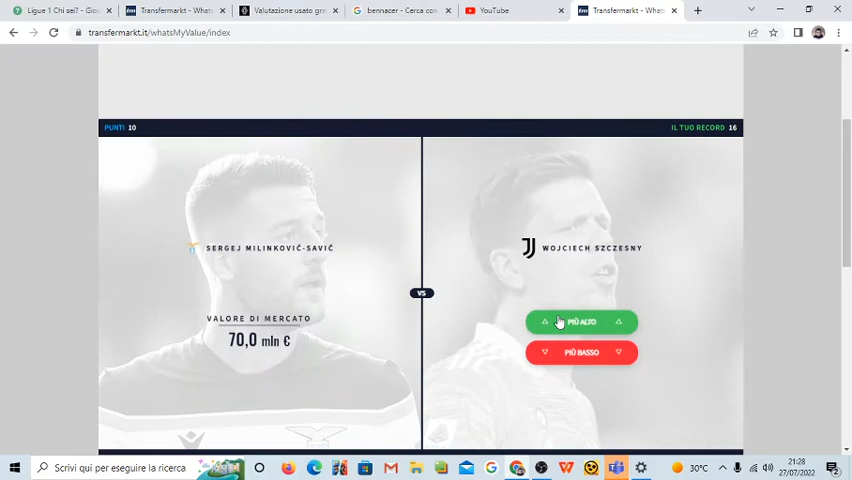 Ligue 1 Chi sei? - Gioc
Transfermarkt - Whats
Valutazione usato gra
bennacer - Cerca con
YouTube
Transfermarkt - Whats
transfermarkt.it/whatsMyValue/index
PUNTI 10
IL TUO RECORD 16
SERGEJ MILINKOVIĆ-SAVIĆ
WOJCIECH SZCZESNY
VS
VALORE DI MERCATO
70,0 mln €
PIÙ ALTO
PIÙ BASSO
Scrivi qui per eseguire la ricerca
30°C
21:28
27/07/2022